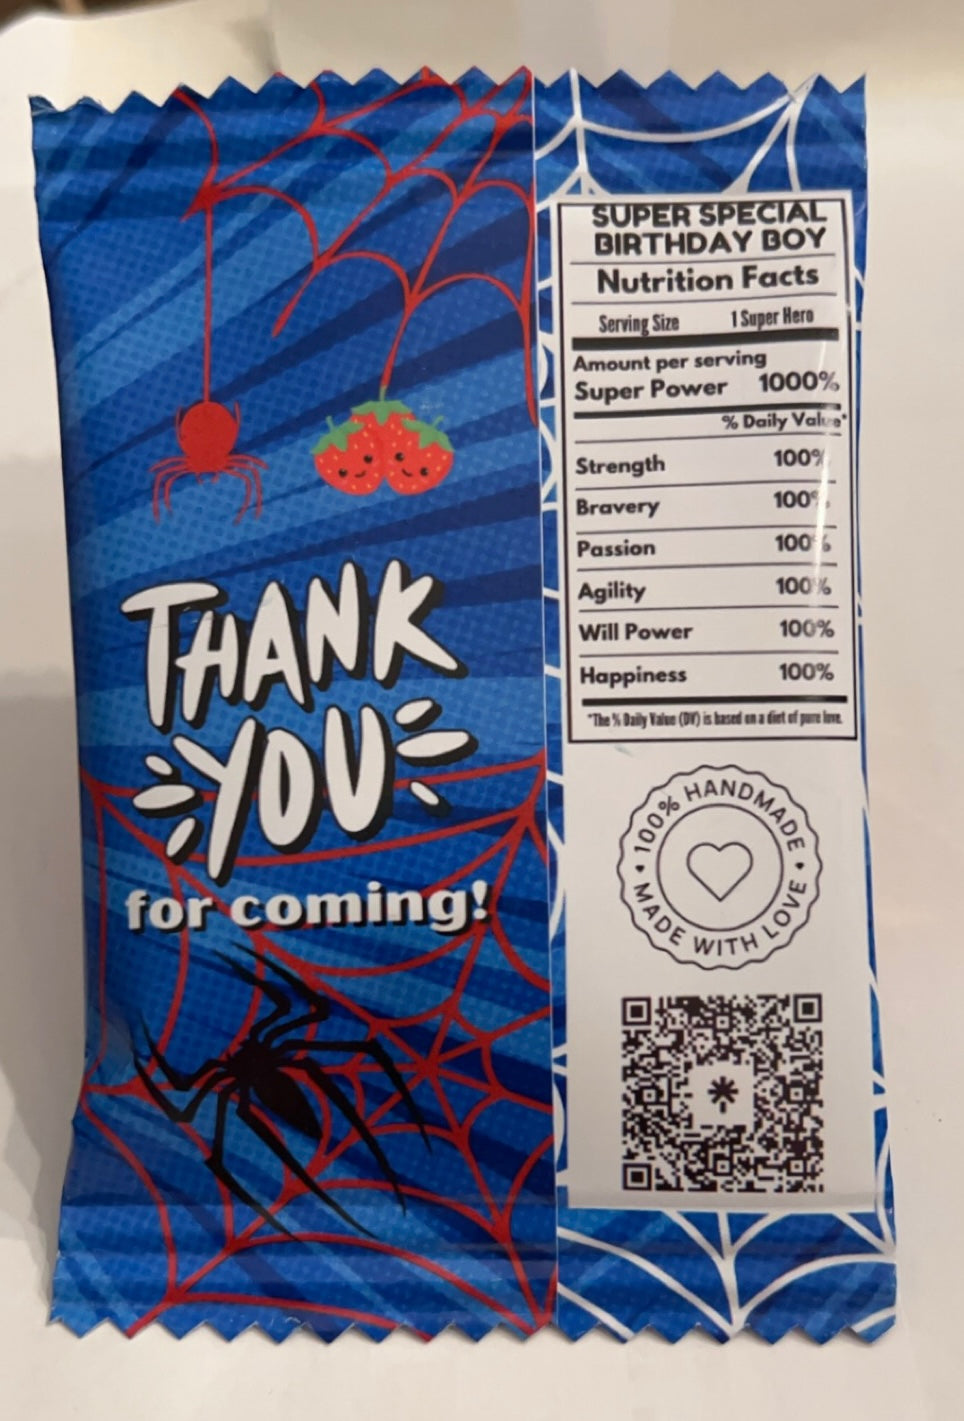 THANK
YOU
for coming!
SUPER SPECIAL
BIRTHDAY BOY
Nutrition Facts
Serving Size 1 Super Hero
Amount per serving
Super Power 1000%
% Daily Value*
Strength 100%
Bravery 100%
Passion 100%
Agility 100%
Will Power 100%
Happiness 100%
*The % Daily Value (DV) is based on a diet of pure love.
100% HANDMADE
MADE WITH LOVE